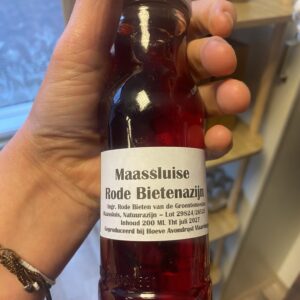 Maassluise
Rode Bietenazijn
Ingr. Rode Bieten van de
Maassluis, Natuurazijn - Lot
Inhoud 200 ML Tht juli 2027
Geproduceerd bij Hoeve Avondrust